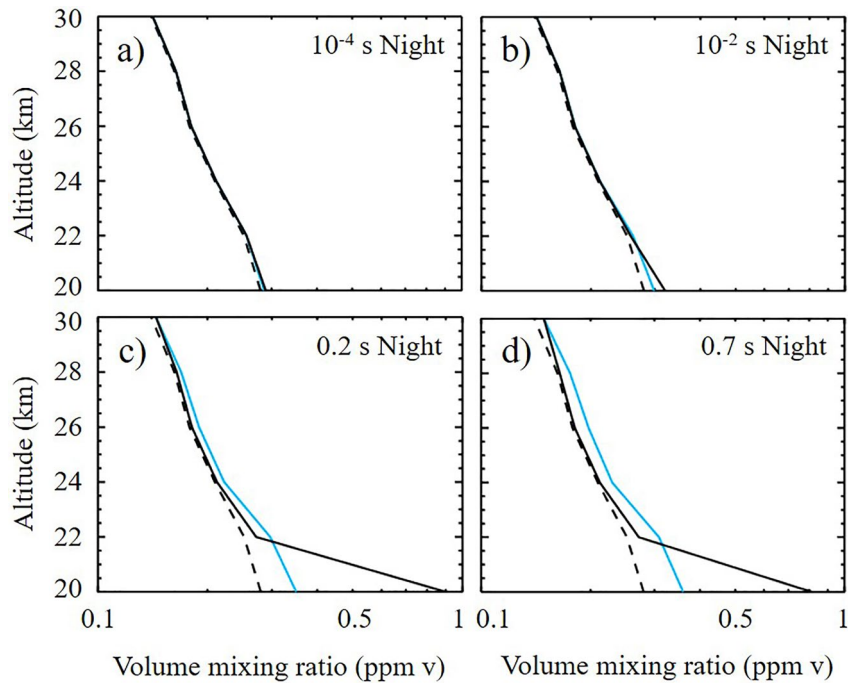 30
28
26
24
22
20
Altitude (km)
a)
10⁻⁴ s Night
b)
10⁻² s Night
30
28
26
24
22
20
Altitude (km)
c)
0.2 s Night
d)
0.7 s Night
0.1 0.5 1 0.1 0.5 1
Volume mixing ratio (ppm v) Volume mixing ratio (ppm v)